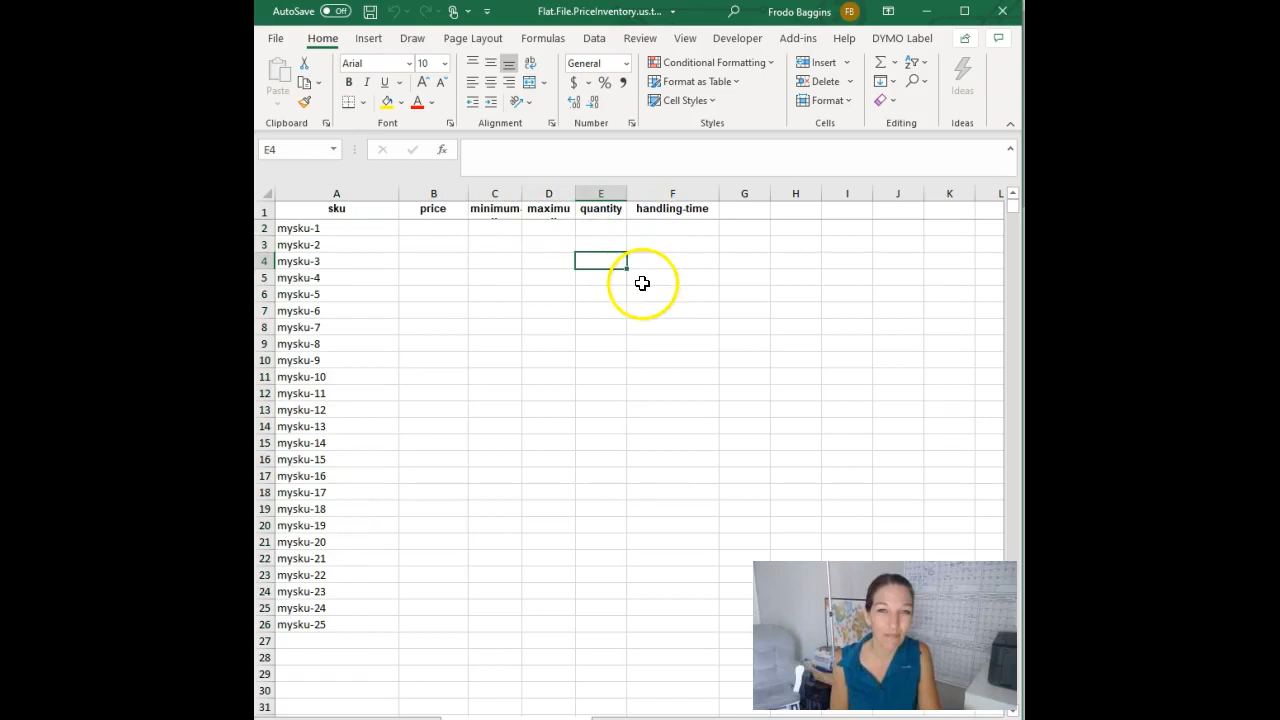 AutoSave Off Flat.File.PriceInventory.us.t... Frodo Baggins FB
File Home Insert Draw Page Layout Formulas Data Review View Developer Add-ins Help DYMO Label
Paste
Arial 10
B I U A A
A
General
$ % ,
Conditional Formatting
Format as Table
Cell Styles
Insert
Delete
Format
Ideas
Clipboard Font Alignment Number Styles Cells Editing Ideas
E4 fx
A B C D E F G H I J K L
1 sku price minimum- maximu quantity handling-time
2 mysku-1
3 mysku-2
4 mysku-3
5 mysku-4
6 mysku-5
7 mysku-6
8 mysku-7
9 mysku-8
10 mysku-9
11 mysku-10
12 mysku-11
13 mysku-12
14 mysku-13
15 mysku-14
16 mysku-15
17 mysku-16
18 mysku-17
19 mysku-18
20 mysku-19
21 mysku-20
22 mysku-21
23 mysku-22
24 mysku-23
25 mysku-24
26 mysku-25
27
28
29
30
31